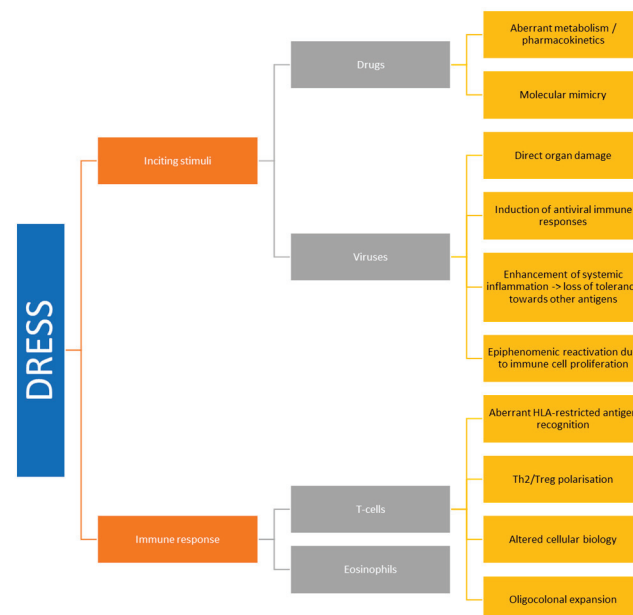 DRESS
Inciting stimuli
Drugs
Aberrant metabolism /
pharmacokinetics
Molecular mimicry
Viruses
Direct organ damage
Induction of antiviral immune
responses
Enhancement of systemic
inflammation -> loss of toleranc
towards other antigens
Epiphenomenic reactivation du
to immune cell proliferation
Immune response
T-cells
Aberrant HLA-restricted antige
recognition
Th2/Treg polarisation
Altered cellular biology
Oligocolonal expansion
Eosinophils